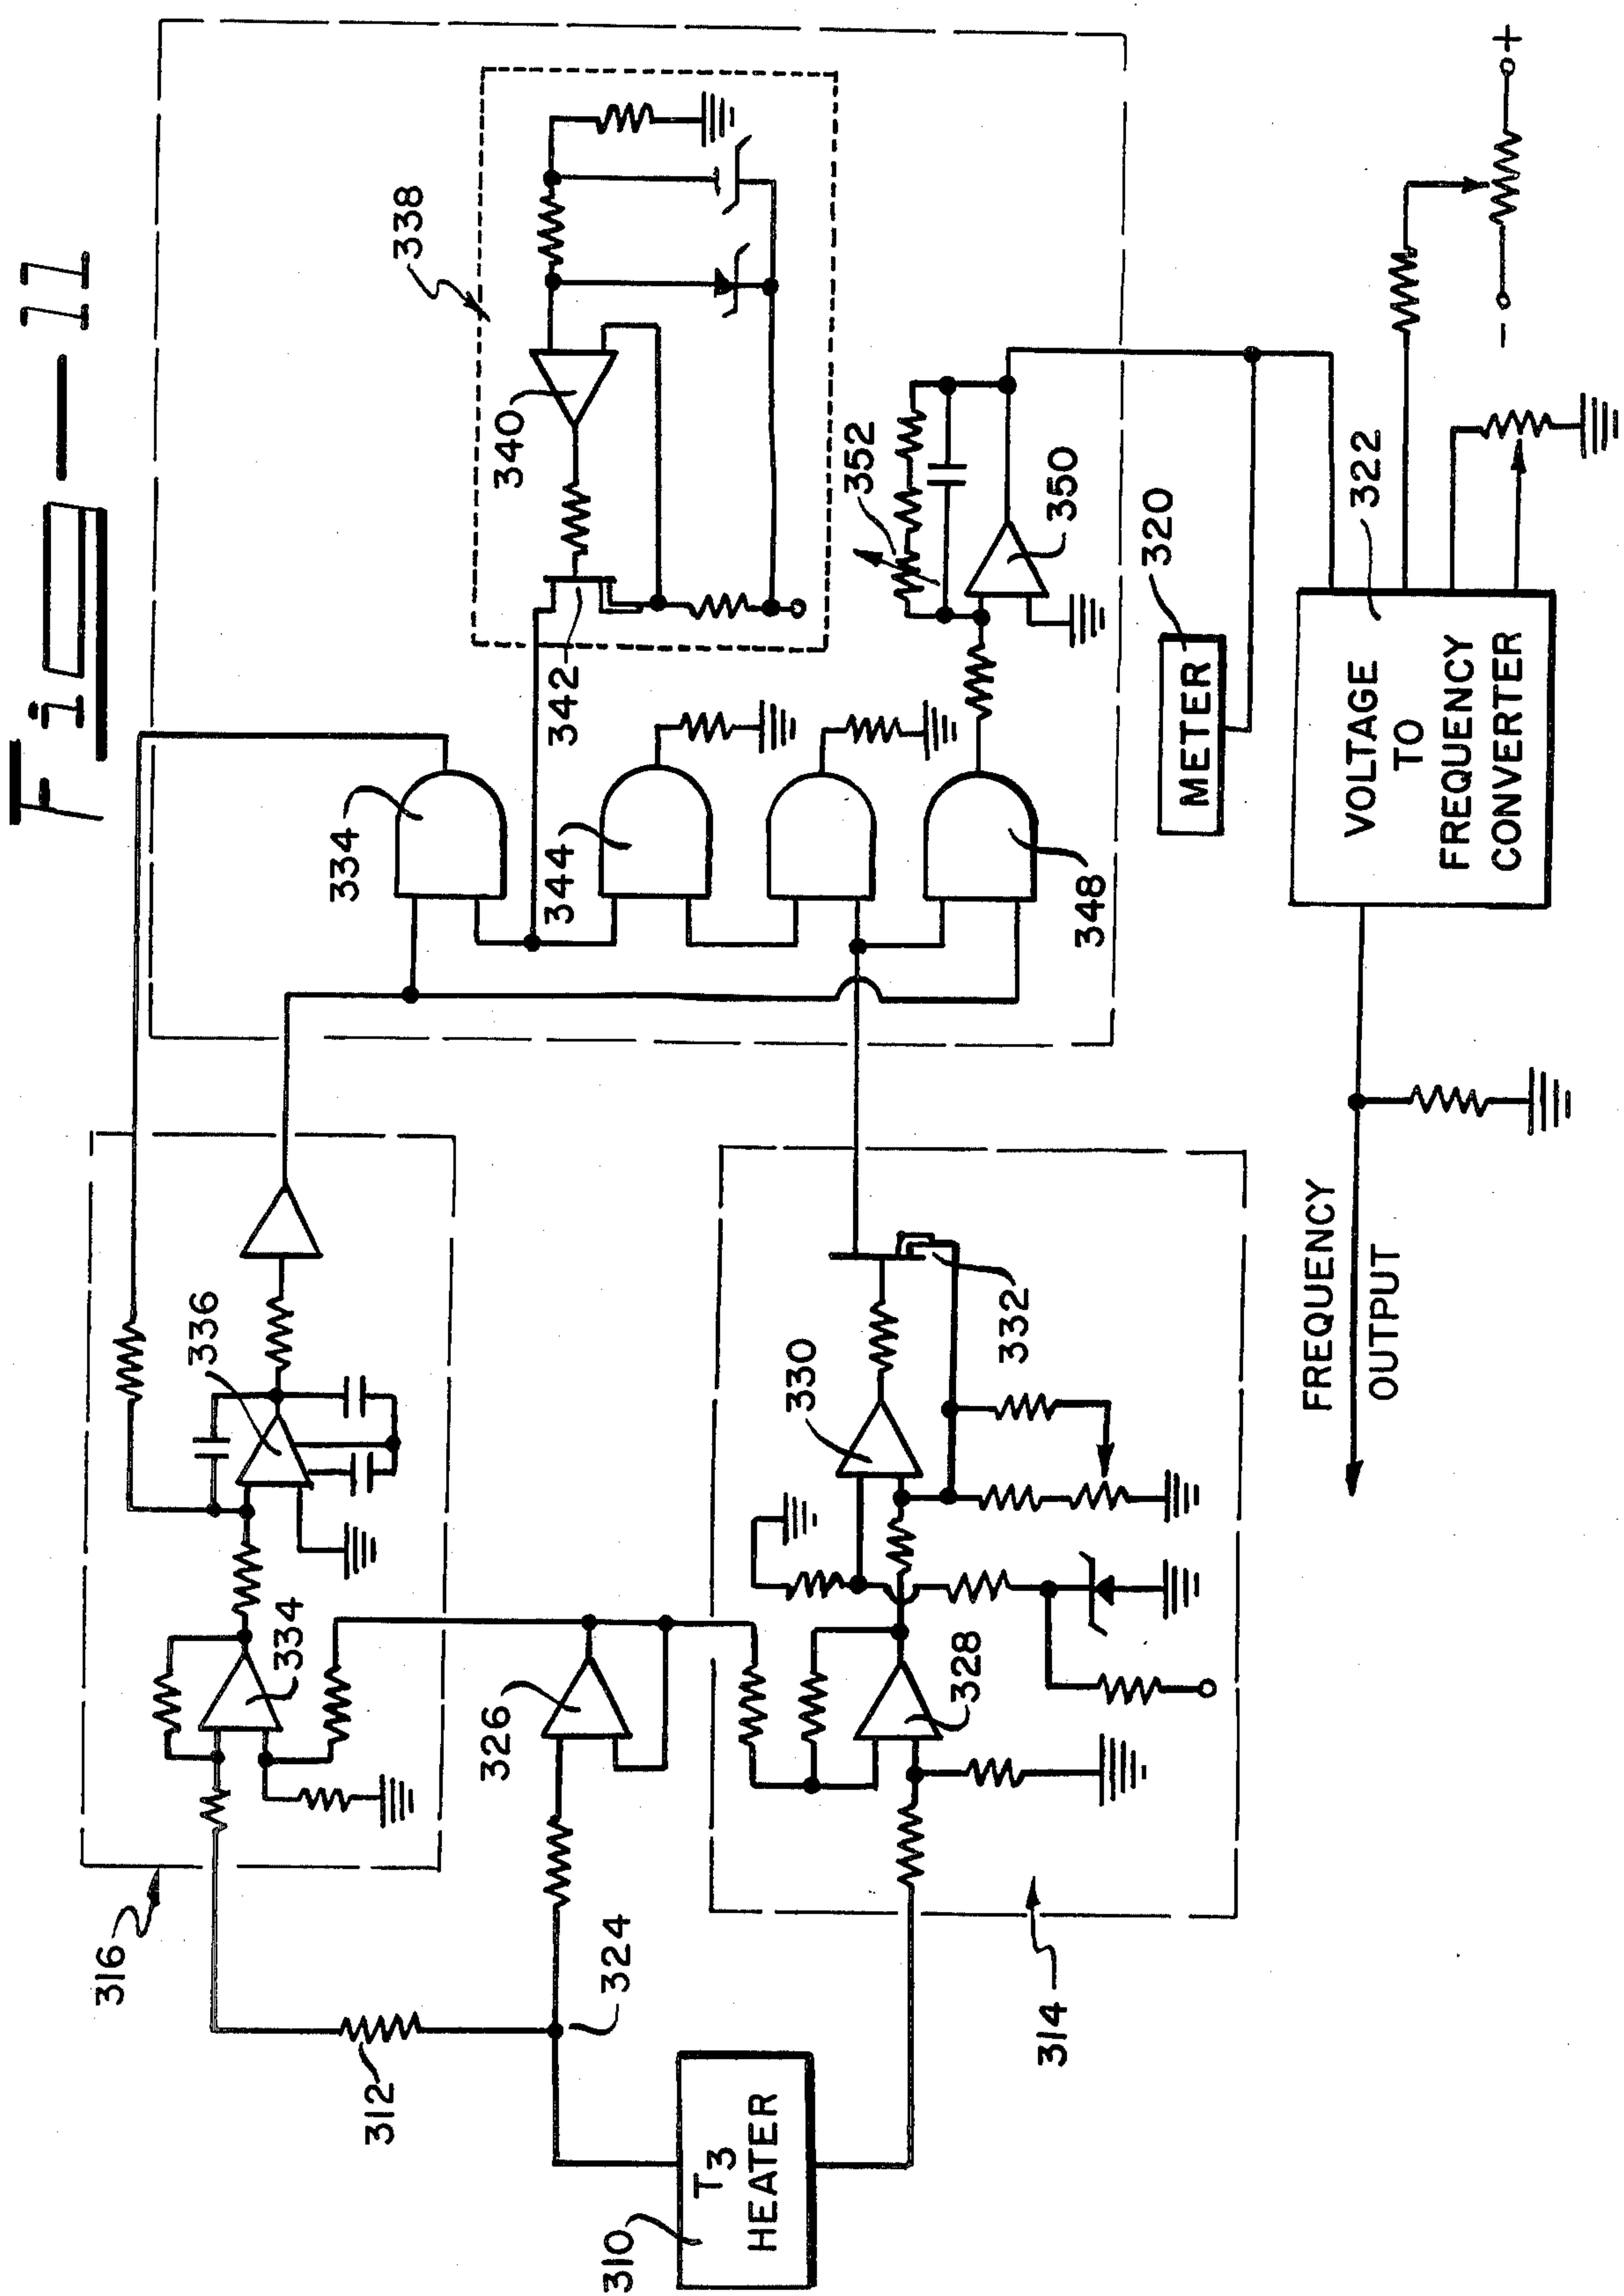 Fig-11
316
334
336
334
338
340
342
344
352
350
348
312
324
326
330
332
328
314
310
T3
HEATER
METER
320
322
VOLTAGE
TO
FREQUENCY
CONVERTER
FREQUENCY
OUTPUT
-
+